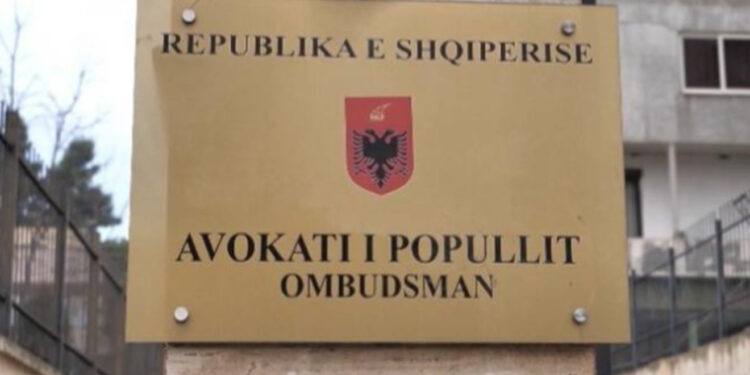 REPUBLIKA E SHQIPERISE
AVOKATI I POPULLIT
OMBUDSMAN